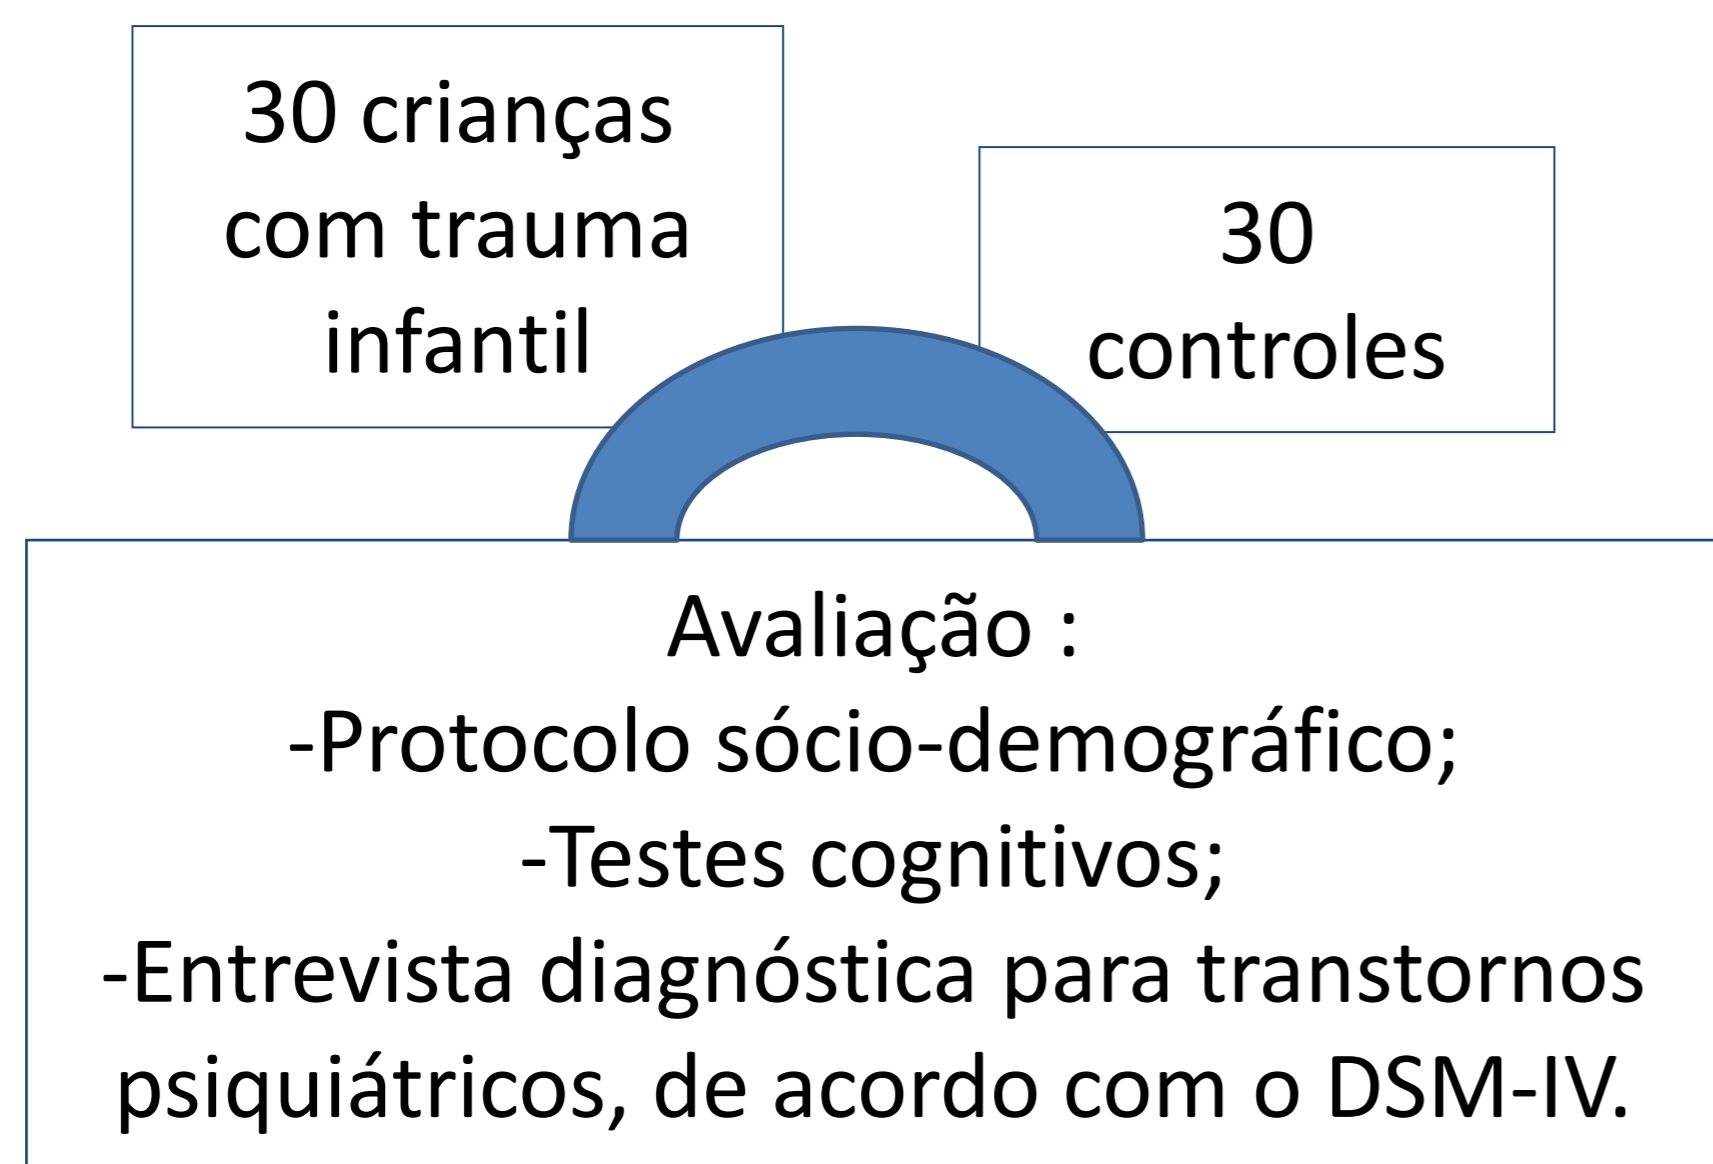 30 crianças
com trauma
infantil
30
controles
Avaliação :
-Protocolo sócio-demográfico;
-Testes cognitivos;
-Entrevista diagnóstica para transtornos
psiquiátricos, de acordo com o DSM-IV.